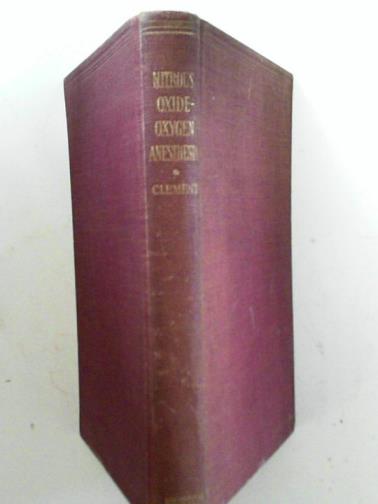 NITROUS
OXIDE-
OXYGEN
ANESTHESIA
CLEMENT